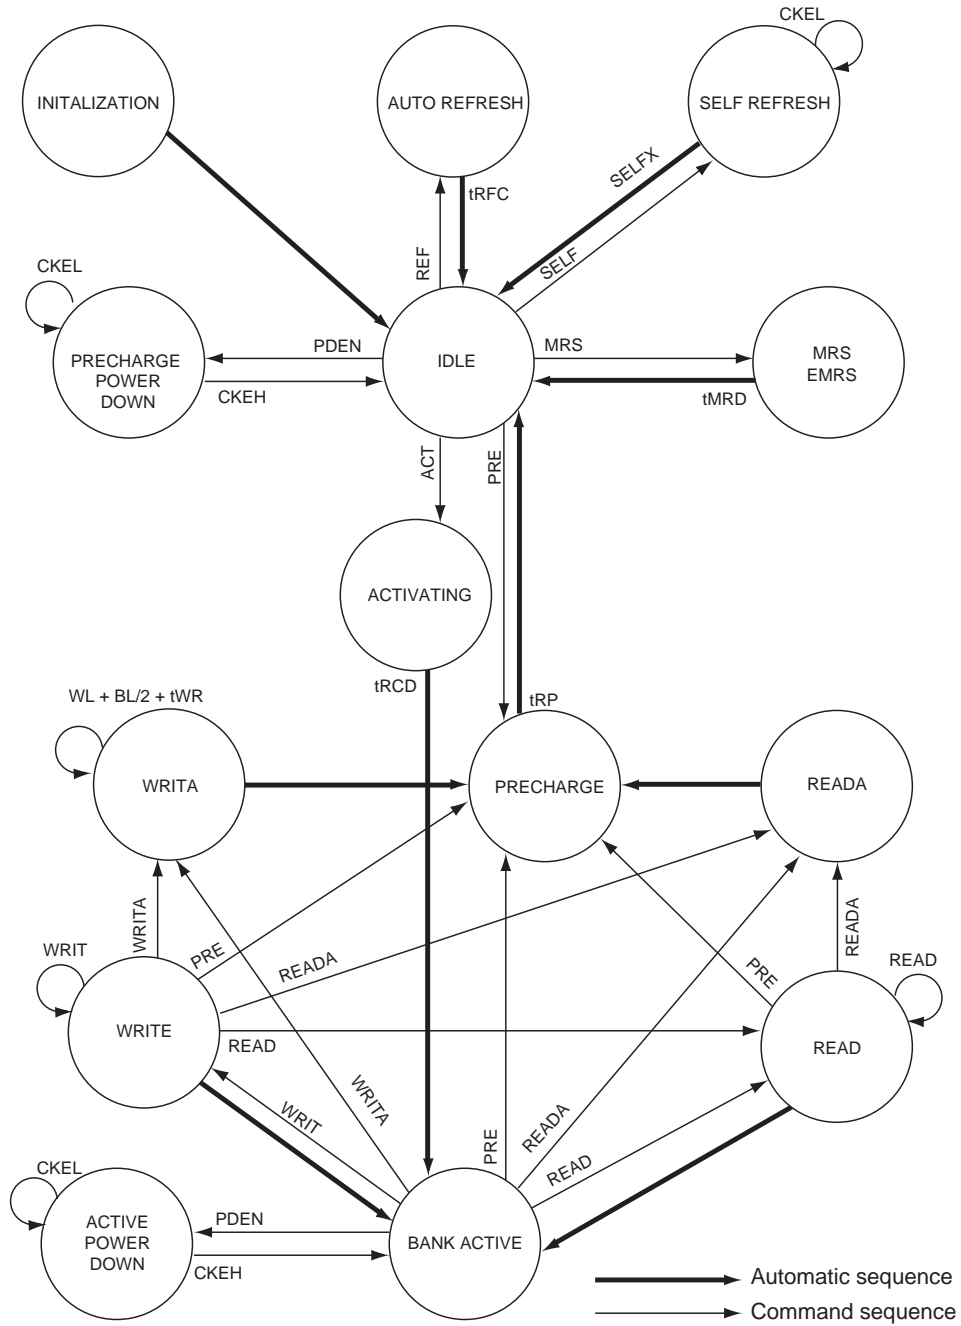 CKEL
INITALIZATION
AUTO REFRESH
SELF REFRESH
SELFX
tRFC
REF
SELF
CKEL
PDEN
MRS
PRECHARGE
POWER
DOWN
IDLE
MRS
EMRS
CKEH
tMRD
ACT
PRE
ACTIVATING
tRCD
WL + BL/2 + tWR
tRP
WRITA
PRECHARGE
READA
WRITA
READA
WRIT
PRE
READA
PRE
READ
WRITE
READ
READ
WRITA
WRIT
PRE
READA
READ
CKEL
ACTIVE
POWER
DOWN
PDEN
BANK ACTIVE
CKEH
Automatic sequence
Command sequence